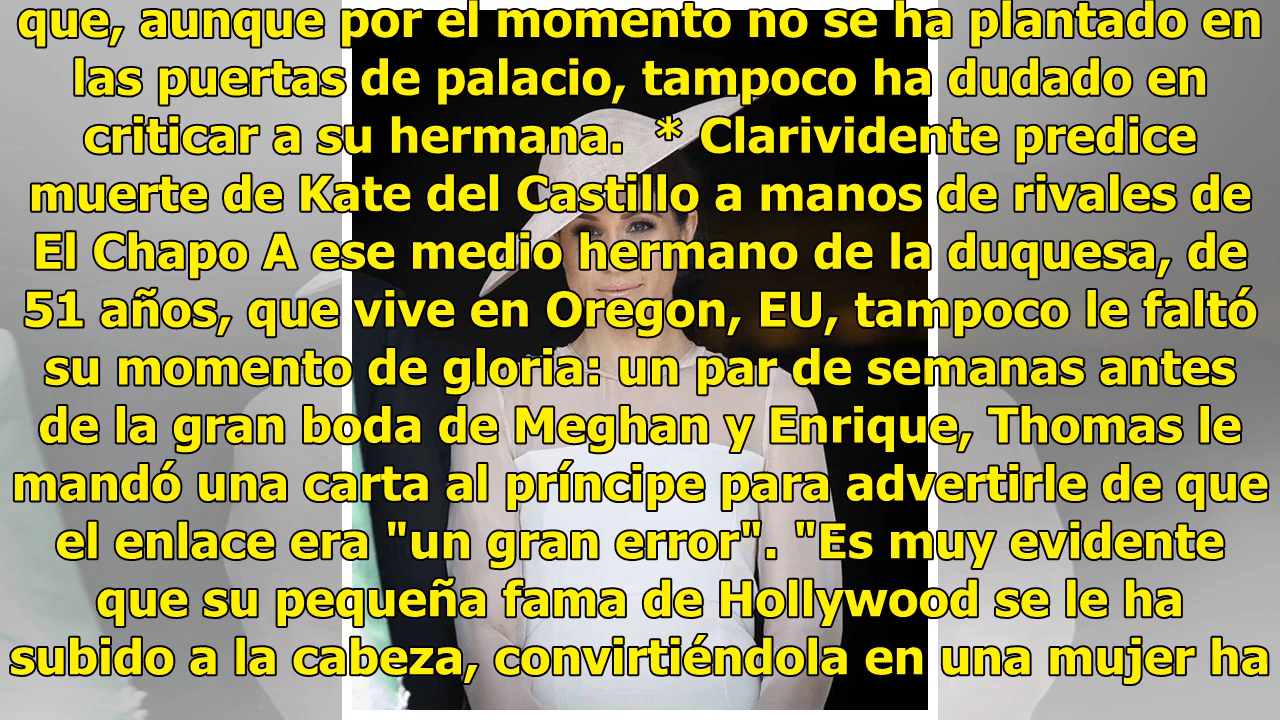 que, aunque por el momento no se ha plantado en
las puertas de palacio, tampoco ha dudado en
criticar a su hermana.  * Clarividente predice
muerte de Kate del Castillo a manos de rivales de
El Chapo A ese medio hermano de la duquesa, de
51 años, que vive en Oregon, EU, tampoco le faltó
su momento de gloria: un par de semanas antes
de la gran boda de Meghan y Enrique, Thomas le
mandó una carta al príncipe para advertirle de que
el enlace era "un gran error". "Es muy evidente
que su pequeña fama de Hollywood se le ha
subido a la cabeza, convirtiéndola en una mujer ha